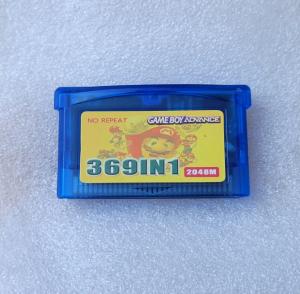 NO REPEAT
GAME BOY ADVANCE
369IN1
2048M